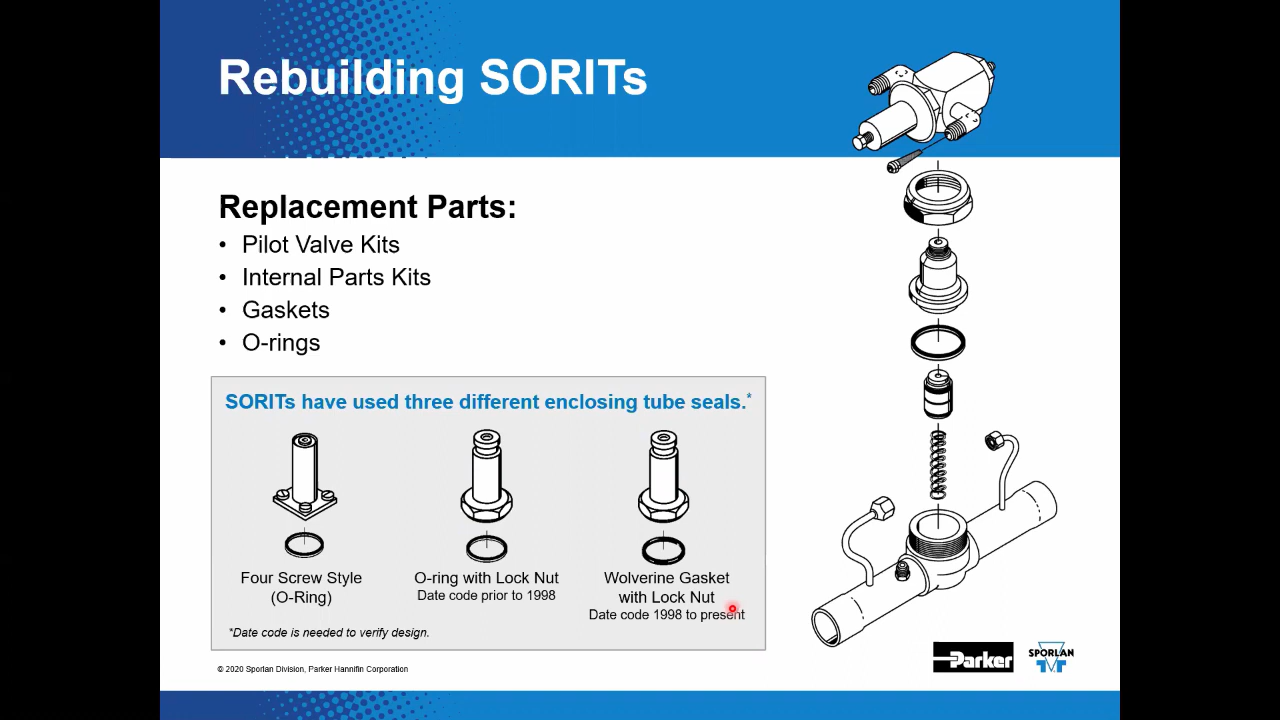 Rebuilding SORITs
Replacement Parts:
• Pilot Valve Kits
• Internal Parts Kits
• Gaskets
• O-rings
SORITs have used three different enclosing tube seals.*
Four Screw Style
(O-Ring)
O-ring with Lock Nut
Date code prior to 1998
Wolverine Gasket
with Lock Nut
Date code 1998 to present
*Date code is needed to verify design.
© 2020 Sporlan Division, Parker Hannifin Corporation
Parker
SPORLAN